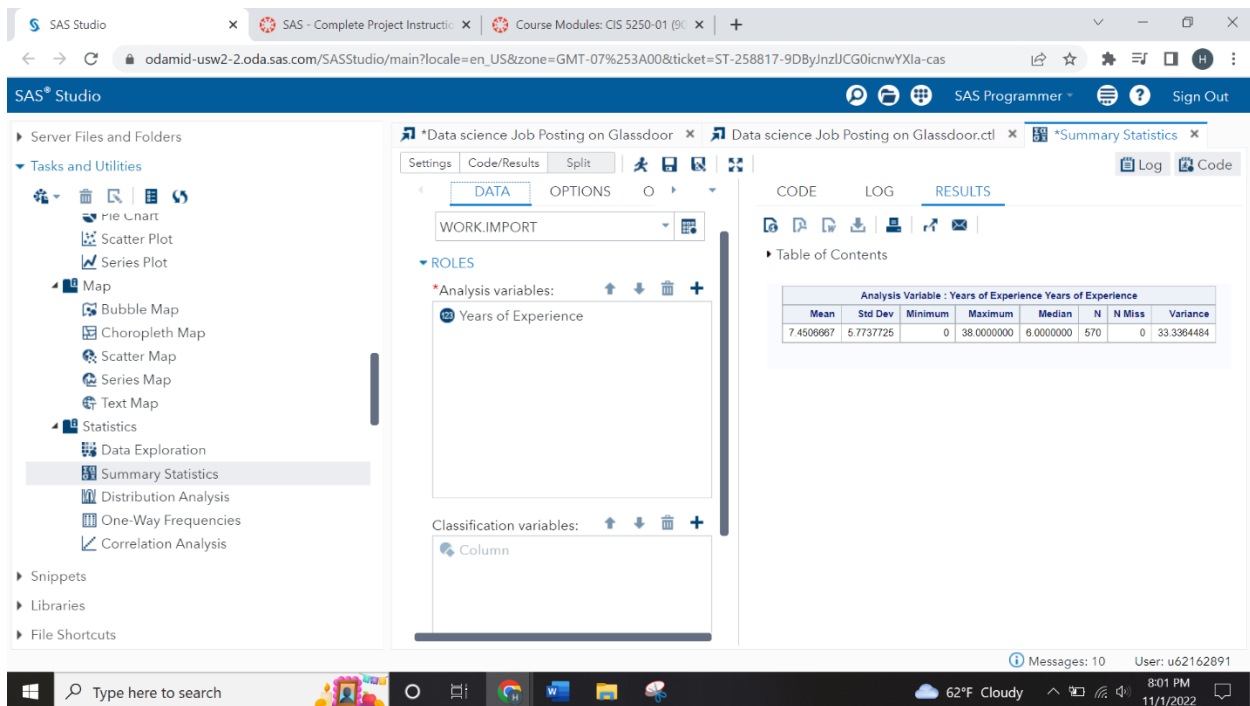 SAS Studio
SAS - Complete Project Instructic
Course Modules: CIS 5250-01 (90
odamid-usw2-2.oda.sas.com/SASStudio/main?locale=en_US&zone=GMT-07%253A00&ticket=ST-258817-9DByJnzlJCG0icnwYXIa-cas
H
SAS® Studio
SAS Programmer
Sign Out
Server Files and Folders
Tasks and Utilities
Pie Chart
Scatter Plot
Series Plot
Map
Bubble Map
Choropleth Map
Scatter Map
Series Map
Text Map
Statistics
Data Exploration
Summary Statistics
Distribution Analysis
One-Way Frequencies
Correlation Analysis
Snippets
Libraries
File Shortcuts
*Data science Job Posting on Glassdoor
Data science Job Posting on Glassdoor.ctl
*Summary Statistics
Settings Code/Results Split
Log Code
DATA OPTIONS O
WORK.IMPORT
ROLES
*Analysis variables:
123 Years of Experience
Classification variables:
Column
CODE LOG RESULTS
Table of Contents
Analysis Variable : Years of Experience Years of Experience
Mean Std Dev Minimum Maximum Median N N Miss Variance
7.4506667 5.7737725 0 38.0000000 6.0000000 570 0 33.3364484
Messages: 10 User: u62162891
Type here to search
62°F Cloudy
8:01 PM
11/1/2022